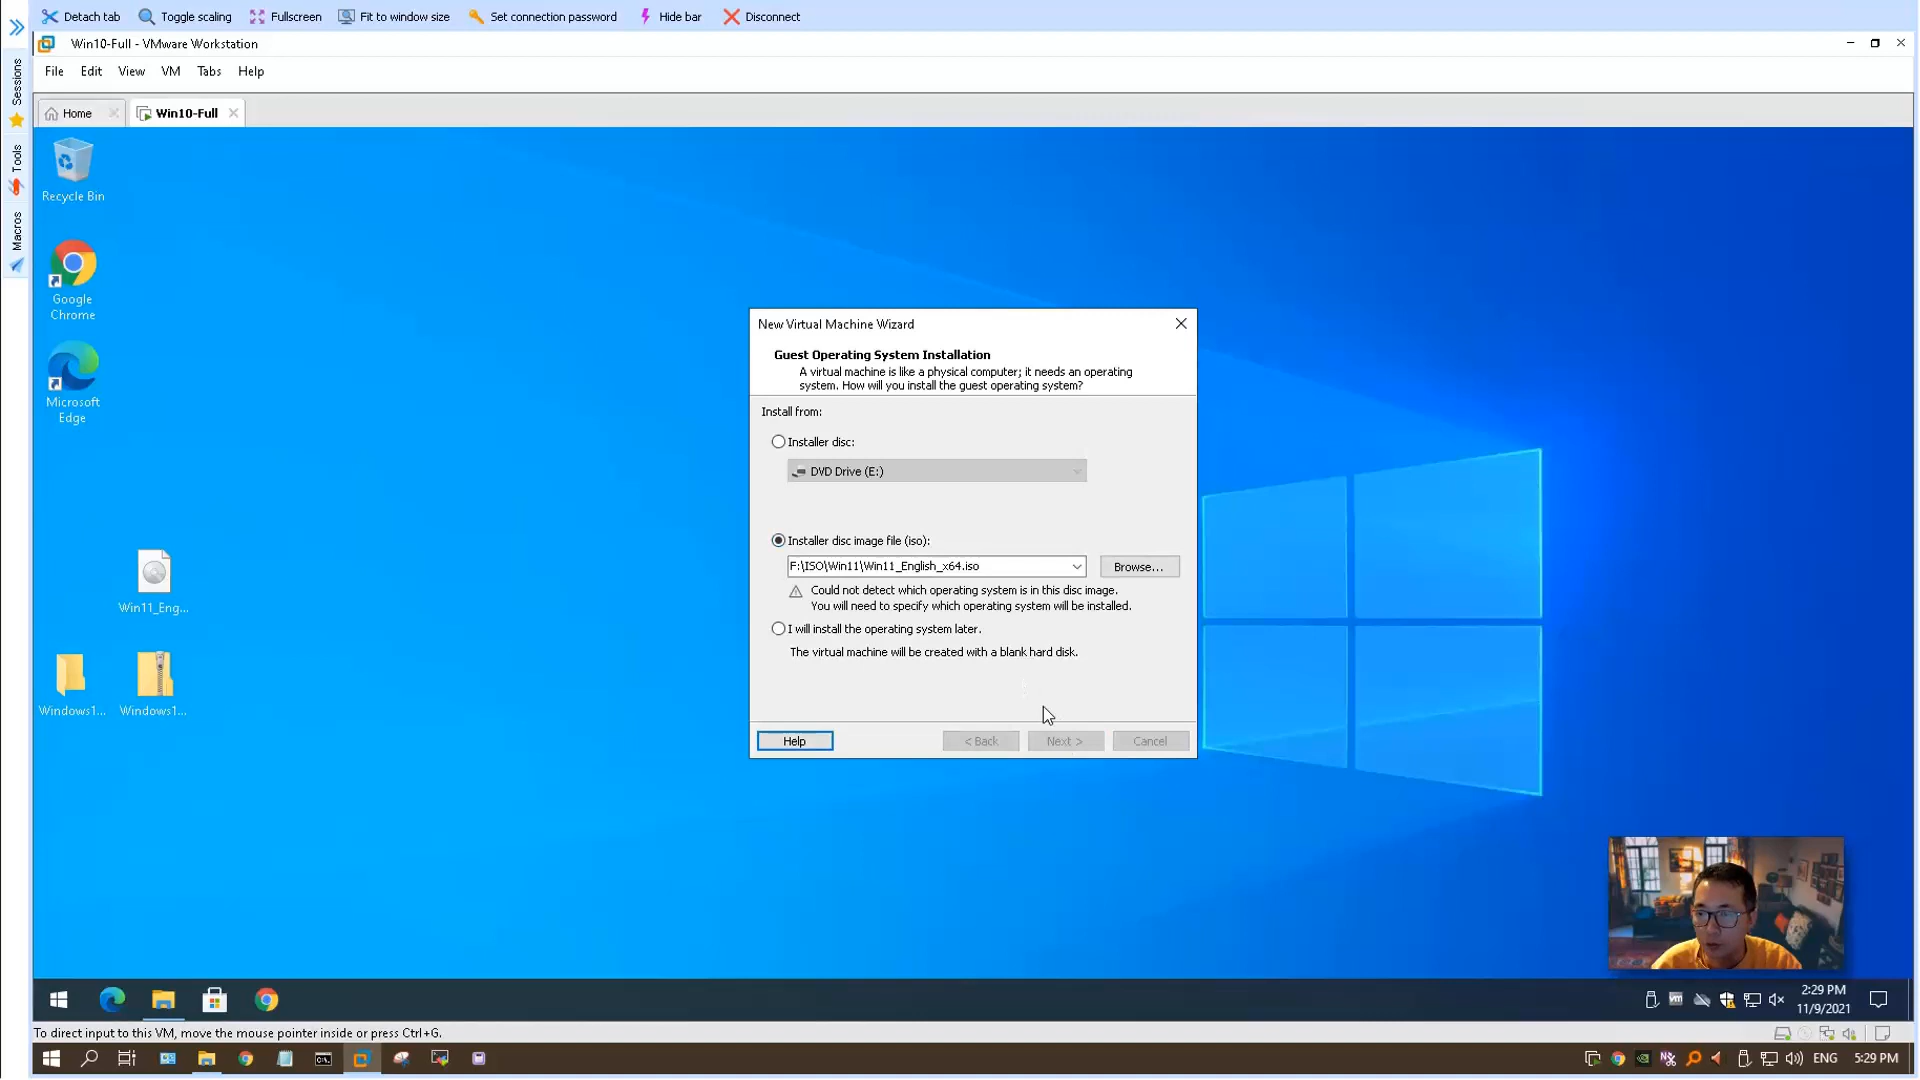 Detach tab
Toggle scaling
Fullscreen
Fit to window size
Set connection password
Hide bar
Disconnect
Sessions
Tools
Macros
Win10-Full - VMware Workstation
File
Edit
View
VM
Tabs
Help
Home
Win10-Full
Recycle Bin
Google
Chrome
Microsoft
Edge
Win11_Eng...
Windows1...
Windows1...
New Virtual Machine Wizard
Guest Operating System Installation
A virtual machine is like a physical computer; it needs an operating
system. How will you install the guest operating system?
Install from:
Installer disc:
DVD Drive (E:)
Installer disc image file (iso):
F:\ISO\Win11\Win11_English_x64.iso
Browse...
Could not detect which operating system is in this disc image.
You will need to specify which operating system will be installed.
I will install the operating system later.
The virtual machine will be created with a blank hard disk.
Help
< Back
Next >
Cancel
vm
2:29 PM
11/9/2021
To direct input to this VM, move the mouse pointer inside or press Ctrl+G.
ENG
5:29 PM